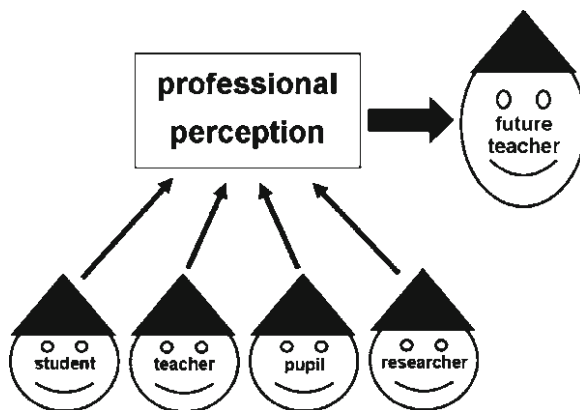 professional
perception
future
teacher
student
teacher
pupil
researcher